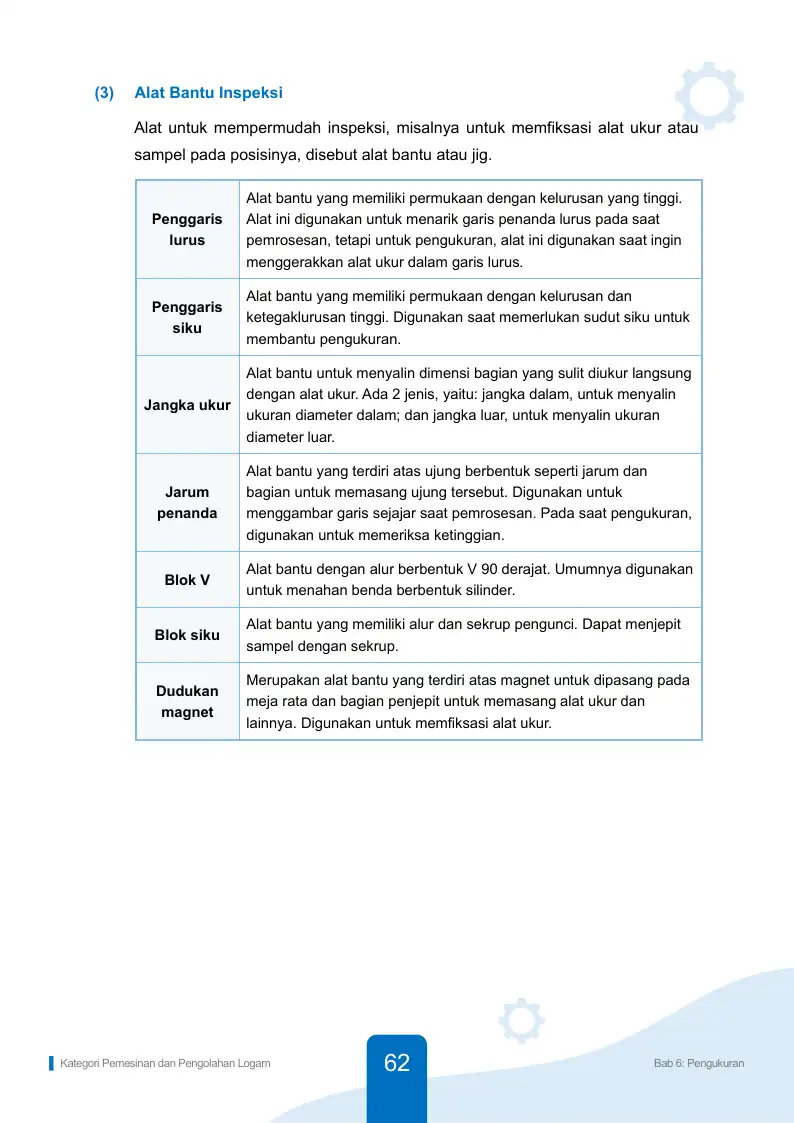 (3) Alat Bantu Inspeksi
Alat untuk mempermudah inspeksi, misalnya untuk memfiksasi alat ukur atau
sampel pada posisinya, disebut alat bantu atau jig.
Penggaris
lurus
Alat bantu yang memiliki permukaan dengan kelurusan yang tinggi.
Alat ini digunakan untuk menarik garis penanda lurus pada saat
pemrosesan, tetapi untuk pengukuran, alat ini digunakan saat ingin
menggerakkan alat ukur dalam garis lurus.
Penggaris
siku
Alat bantu yang memiliki permukaan dengan kelurusan dan
ketegaklurusan tinggi. Digunakan saat memerlukan sudut siku untuk
membantu pengukuran.
Jangka ukur
Alat bantu untuk menyalin dimensi bagian yang sulit diukur langsung
dengan alat ukur. Ada 2 jenis, yaitu: jangka dalam, untuk menyalin
ukuran diameter dalam; dan jangka luar, untuk menyalin ukuran
diameter luar.
Jarum
penanda
Alat bantu yang terdiri atas ujung berbentuk seperti jarum dan
bagian untuk memasang ujung tersebut. Digunakan untuk
menggambar garis sejajar saat pemrosesan. Pada saat pengukuran,
digunakan untuk memeriksa ketinggian.
Blok V
Alat bantu dengan alur berbentuk V 90 derajat. Umumnya digunakan
untuk menahan benda berbentuk silinder.
Blok siku
Alat bantu yang memiliki alur dan sekrup pengunci. Dapat menjepit
sampel dengan sekrup.
Dudukan
magnet
Merupakan alat bantu yang terdiri atas magnet untuk dipasang pada
meja rata dan bagian penjepit untuk memasang alat ukur dan
lainnya. Digunakan untuk memfiksasi alat ukur.
Kategori Pemesinan dan Pengolahan Logam
62
Bab 6: Pengukuran